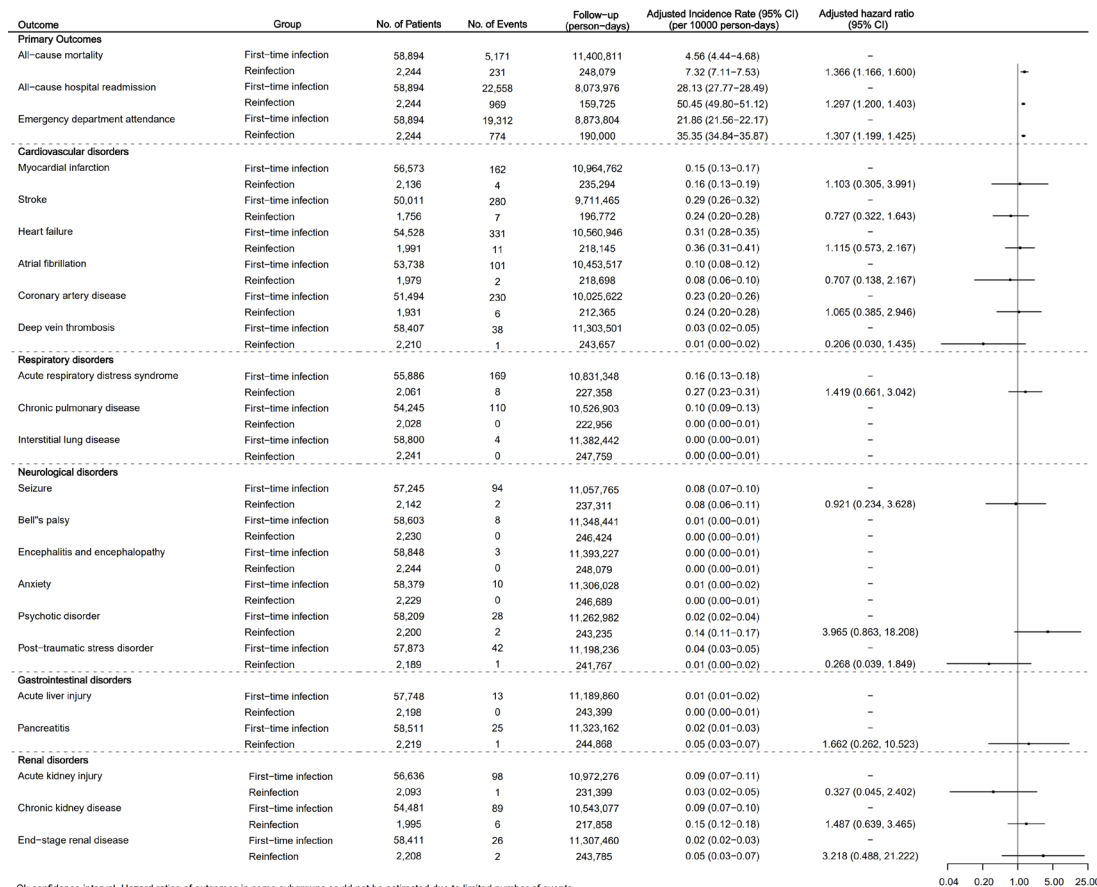 Outcome Group No. of Patients No. of Events Follow-up (person-days) Adjusted Incidence Rate (95% CI) (per 10000 person-days) Adjusted hazard ratio (95% CI)
Primary Outcomes
All-cause mortality First-time infection 58,894 5,171 11,400,811 4.56 (4.44-4.68) -
Reinfection 2,244 231 248,079 7.32 (7.11-7.53) 1.366 (1.166, 1.600)
All-cause hospital readmission First-time infection 58,894 22,558 8,073,976 28.13 (27.77-28.49) -
Reinfection 2,244 969 159,725 50.45 (49.80-51.12) 1.297 (1.200, 1.403)
Emergency department attendance First-time infection 58,894 19,312 8,873,804 21.86 (21.56-22.17) -
Reinfection 2,244 774 190,000 35.35 (34.84-35.87) 1.307 (1.199, 1.425)
Cardiovascular disorders
Myocardial infarction First-time infection 56,573 162 10,964,762 0.15 (0.13-0.17) -
Reinfection 2,136 4 235,294 0.16 (0.13-0.19) 1.103 (0.305, 3.991)
Stroke First-time infection 50,011 280 9,711,465 0.29 (0.26-0.32) -
Reinfection 1,756 7 196,772 0.24 (0.20-0.28) 0.727 (0.322, 1.643)
Heart failure First-time infection 54,528 331 10,560,946 0.31 (0.28-0.35) -
Reinfection 1,991 11 218,145 0.36 (0.31-0.41) 1.115 (0.573, 2.167)
Atrial fibrillation First-time infection 53,738 101 10,453,517 0.10 (0.08-0.12) -
Reinfection 1,979 2 218,698 0.08 (0.06-0.10) 0.707 (0.138, 2.167)
Coronary artery disease First-time infection 51,494 230 10,025,622 0.23 (0.20-0.26) -
Reinfection 1,931 6 212,365 0.24 (0.20-0.28) 1.065 (0.385, 2.946)
Deep vein thrombosis First-time infection 58,407 38 11,303,501 0.03 (0.02-0.05) -
Reinfection 2,210 1 243,657 0.01 (0.00-0.02) 0.206 (0.030, 1.435)
Respiratory disorders
Acute respiratory distress syndrome First-time infection 55,886 169 10,831,348 0.16 (0.13-0.18) -
Reinfection 2,061 8 227,358 0.27 (0.23-0.31) 1.419 (0.661, 3.042)
Chronic pulmonary disease First-time infection 54,245 110 10,526,903 0.10 (0.09-0.13) -
Reinfection 2,028 0 222,956 0.00 (0.00-0.01) -
Interstitial lung disease First-time infection 58,800 4 11,382,442 0.00 (0.00-0.01) -
Reinfection 2,241 0 247,759 0.00 (0.00-0.01) -
Neurological disorders
Seizure First-time infection 57,245 94 11,057,765 0.08 (0.07-0.10) -
Reinfection 2,142 2 237,311 0.08 (0.06-0.11) 0.921 (0.234, 3.628)
Bell"s palsy First-time infection 58,603 8 11,348,441 0.01 (0.00-0.01) -
Reinfection 2,230 0 246,424 0.00 (0.00-0.01) -
Encephalitis and encephalopathy First-time infection 58,848 3 11,393,227 0.00 (0.00-0.01) -
Reinfection 2,244 0 248,079 0.00 (0.00-0.01) -
Anxiety First-time infection 58,379 10 11,306,028 0.01 (0.00-0.02) -
Reinfection 2,229 0 246,689 0.00 (0.00-0.01) -
Psychotic disorder First-time infection 58,209 28 11,262,982 0.02 (0.02-0.04) -
Reinfection 2,200 2 243,235 0.14 (0.11-0.17) 3.965 (0.863, 18.208)
Post-traumatic stress disorder First-time infection 57,873 42 11,198,236 0.04 (0.03-0.05) -
Reinfection 2,189 1 241,767 0.01 (0.00-0.02) 0.268 (0.039, 1.849)
Gastrointestinal disorders
Acute liver injury First-time infection 57,748 13 11,189,860 0.01 (0.01-0.02) -
Reinfection 2,198 0 243,399 0.00 (0.00-0.01) -
Pancreatitis First-time infection 58,511 25 11,323,162 0.02 (0.01-0.03) -
Reinfection 2,219 1 244,868 0.05 (0.03-0.07) 1.662 (0.262, 10.523)
Renal disorders
Acute kidney injury First-time infection 56,636 98 10,972,276 0.09 (0.07-0.11) -
Reinfection 2,093 1 231,399 0.03 (0.02-0.05) 0.327 (0.045, 2.402)
Chronic kidney disease First-time infection 54,481 89 10,543,077 0.09 (0.07-0.10) -
Reinfection 1,995 6 217,858 0.15 (0.12-0.18) 1.487 (0.639, 3.465)
End-stage renal disease First-time infection 58,411 26 11,307,460 0.02 (0.02-0.03) -
Reinfection 2,208 2 243,785 0.05 (0.03-0.07) 3.218 (0.488, 21.222)
0.04 0.20 1.00 5.00 25.00